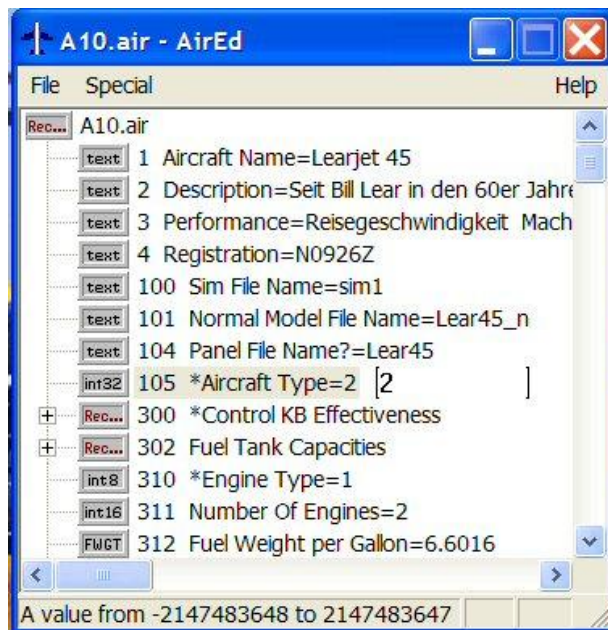 A10.air - AirEd
File Special Help
Rec... A10.air
text 1 Aircraft Name=Learjet 45
text 2 Description=Seit Bill Lear in den 60er Jahre
text 3 Performance=Reisegeschwindigkeit Mach
text 4 Registration=N0926Z
text 100 Sim File Name=sim1
text 101 Normal Model File Name=Lear45_n
text 104 Panel File Name?=Lear45
int32 105 *Aircraft Type=2 [2 ]
Rec... 300 *Control KB Effectiveness
Rec... 302 Fuel Tank Capacities
int8 310 *Engine Type=1
int16 311 Number Of Engines=2
FWGT 312 Fuel Weight per Gallon=6.6016
A value from -2147483648 to 2147483647